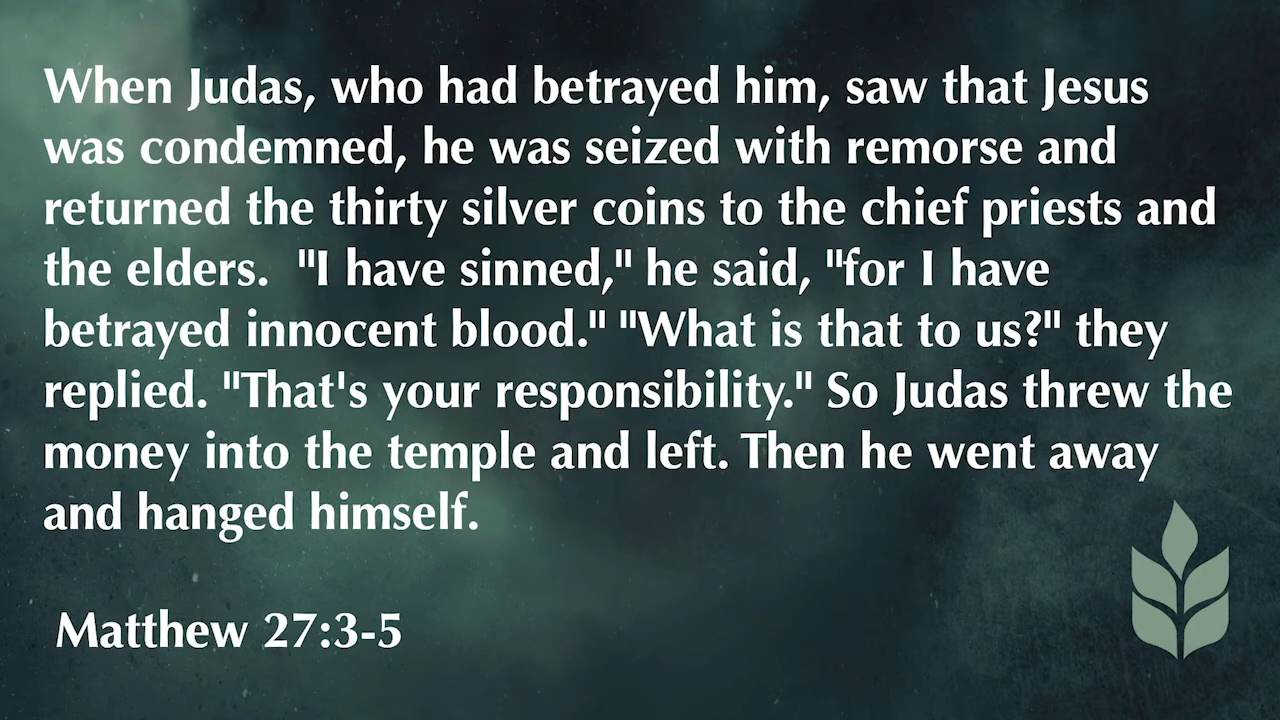 When Judas, who had betrayed him, saw that Jesus
was condemned, he was seized with remorse and
returned the thirty silver coins to the chief priests and
the elders.  "I have sinned," he said, "for I have
betrayed innocent blood." "What is that to us?" they
replied. "That's your responsibility." So Judas threw the
money into the temple and left. Then he went away
and hanged himself.
Matthew 27:3-5